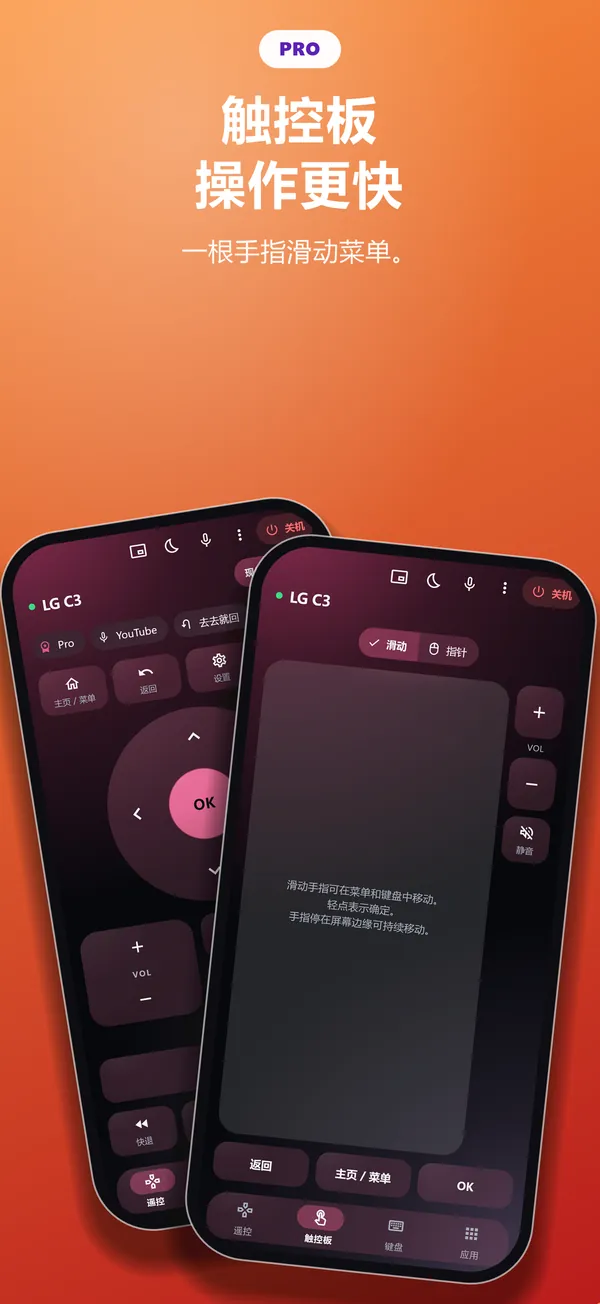 PRO
触控板
操作更快
一根手指滑动菜单。
关机
LG C3
Pro
YouTube
去去就回
主页 / 菜单
返回
设置
OK
VOL
快退
遥控
关机
LG C3
滑动
指针
VOL
静音
滑动手指可在菜单和键盘中移动。
轻点表示确定。
手指停在屏幕边缘可持续移动。
返回
主页 / 菜单
OK
遥控
触控板
键盘
应用